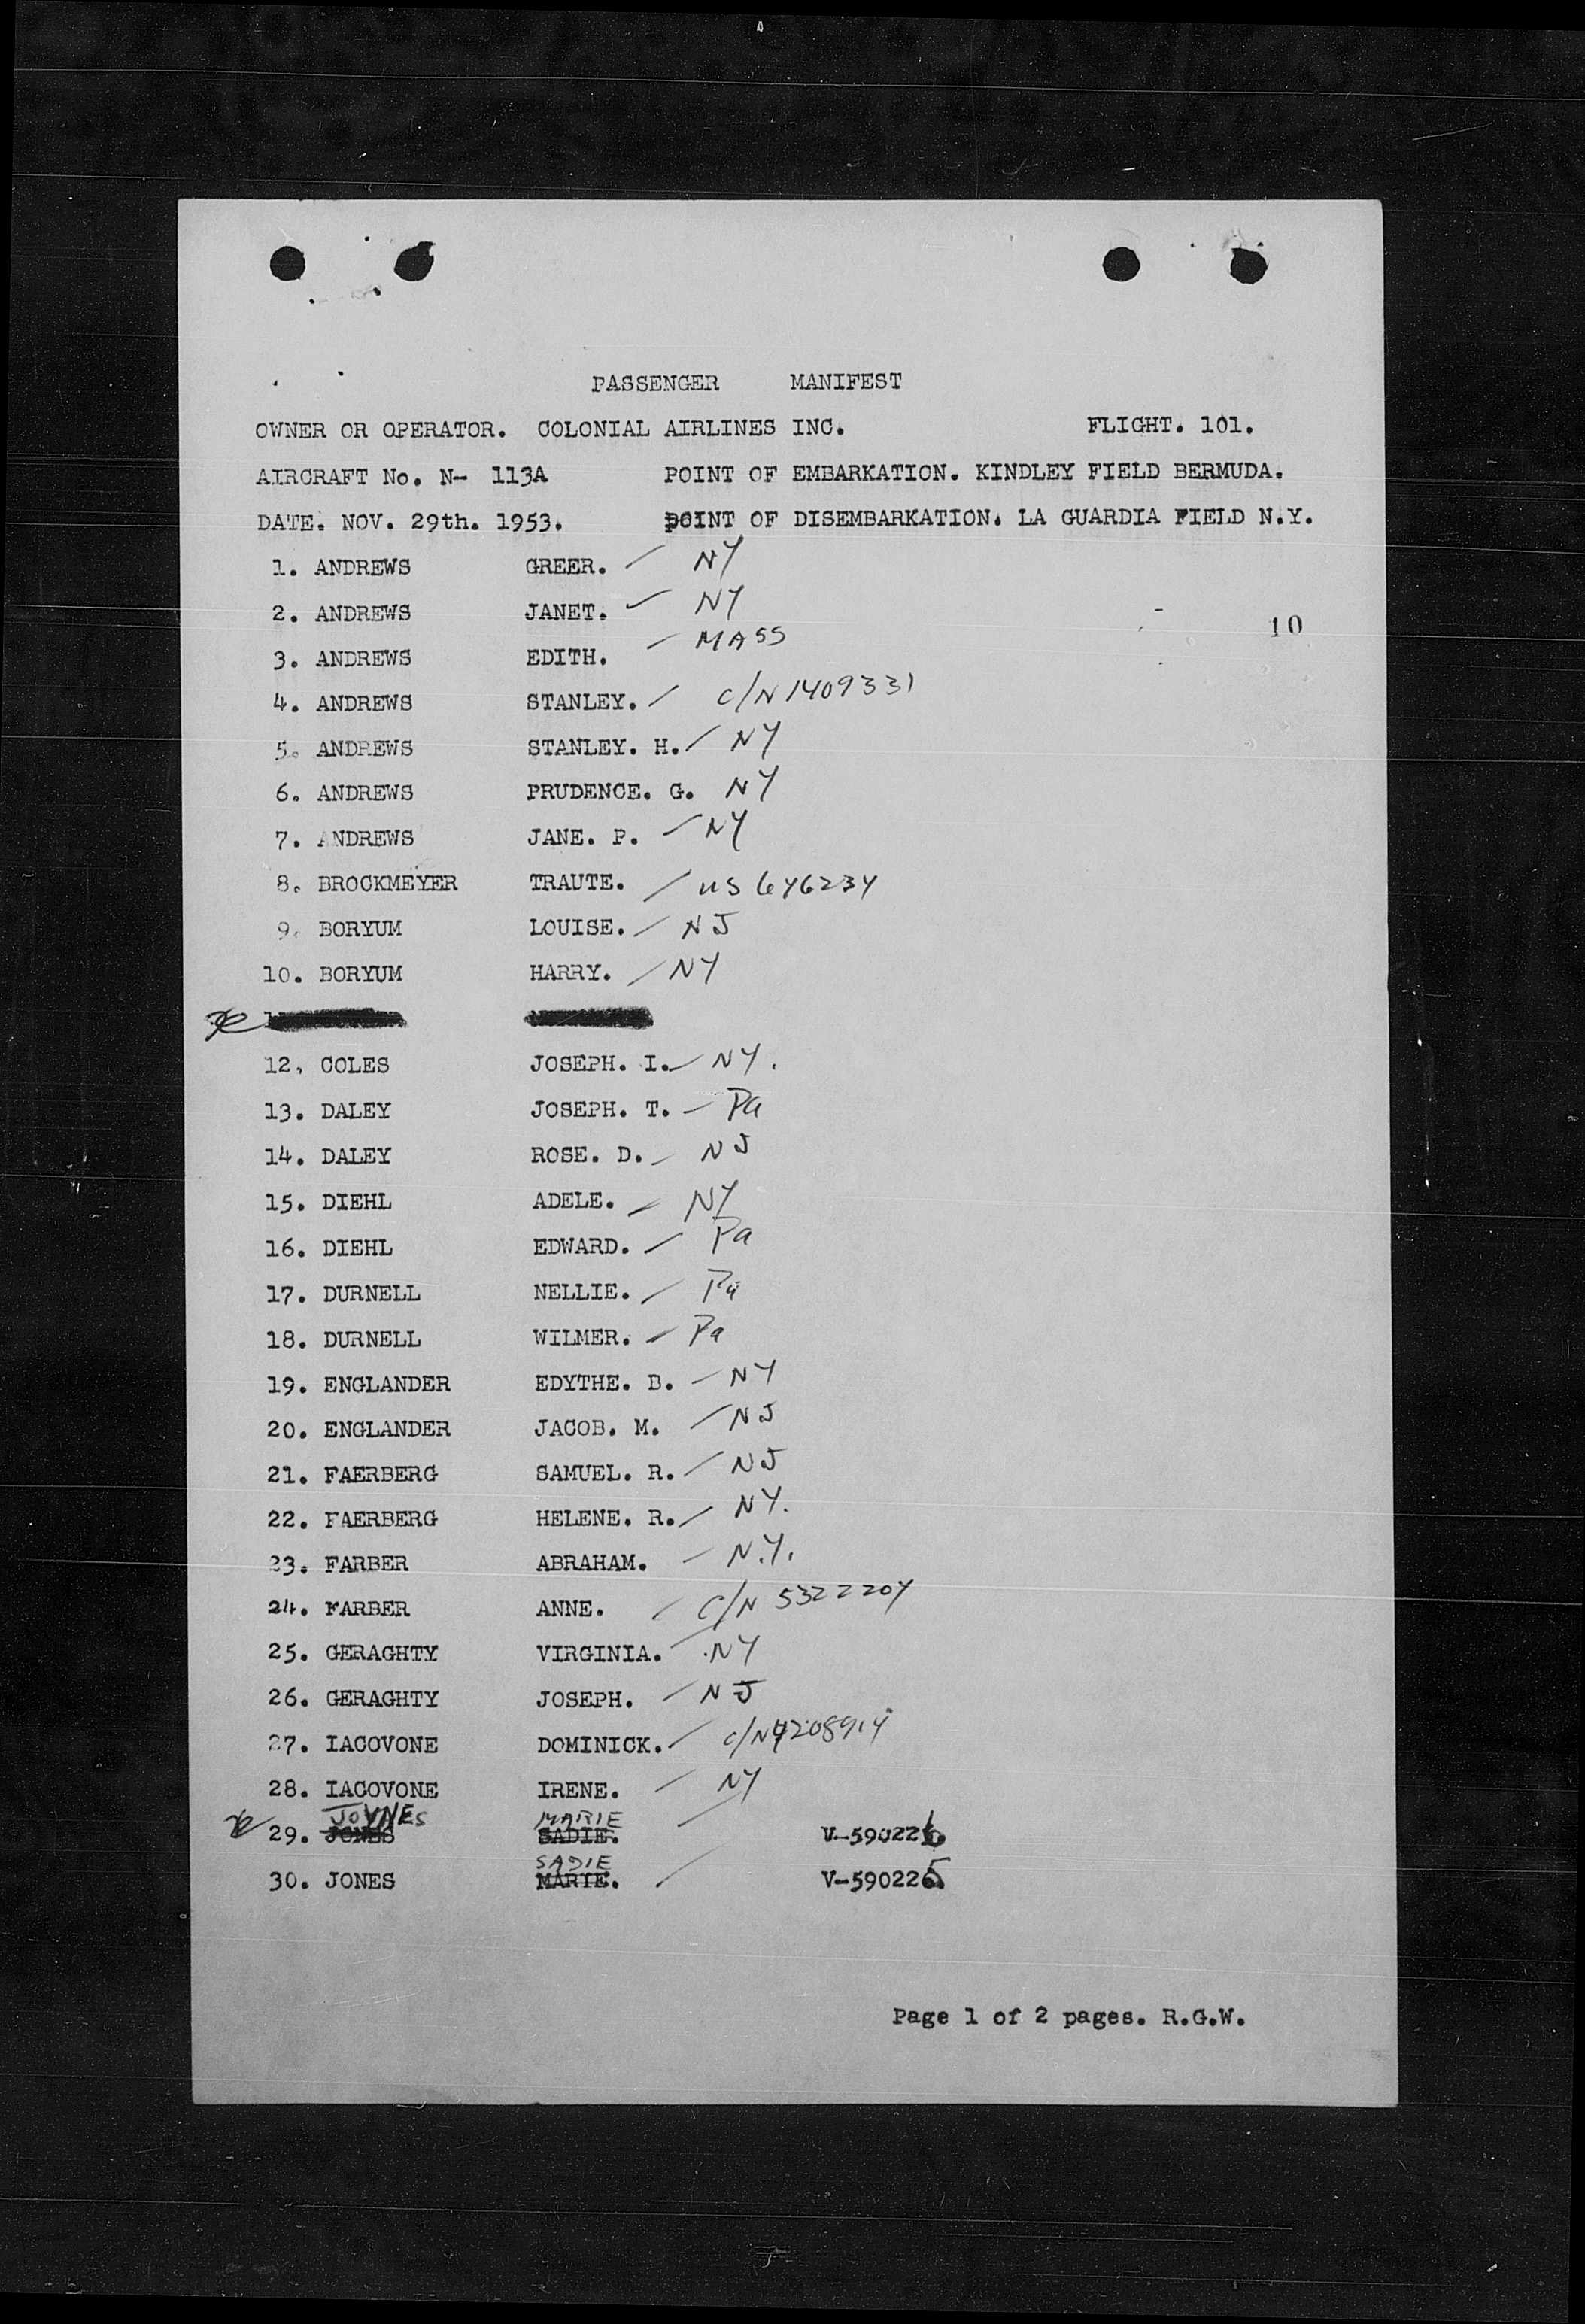 PASSENGER MANIFEST
OWNER OR OPERATOR. COLONIAL AIRLINES INC. FLIGHT. 101.
AIRCRAFT No. N- 113A POINT OF EMBARKATION. KINDLEY FIELD BERMUDA.
DATE. NOV. 29th. 1953. POINT OF DISEMBARKATION. LA GUARDIA FIELD N.Y.
1. ANDREWS GREER. NY
2. ANDREWS JANET. NY
10
3. ANDREWS EDITH. MASS
4. ANDREWS STANLEY. C/N 1409331
5. ANDREWS STANLEY. H. NY
6. ANDREWS PRUDENCE. G. NY
7. ANDREWS JANE. P. NY
8. BROCKMEYER TRAUTE. US 646234
9. BORYUM LOUISE. NJ
10. BORYUM HARRY. NY
12. COLES JOSEPH. I. NY.
13. DALEY JOSEPH. T. Pa
14. DALEY ROSE. D. NJ
15. DIEHL ADELE. NY
16. DIEHL EDWARD. Pa
17. DURNELL NELLIE. Pa
18. DURNELL WILMER. Pa
19. ENGLANDER EDYTHE. B. NY
20. ENGLANDER JACOB. M. NJ
21. FAERBERG SAMUEL. R. NJ
22. FAERBERG HELENE. R. NY.
23. FARBER ABRAHAM. N.Y.
24. FARBER ANNE. C/N 5322204
25. GERAGHTY VIRGINIA. NY
26. GERAGHTY JOSEPH. NJ
27. IACOVONE DOMINICK. C/N 4208914
28. IACOVONE IRENE. NY
JOYNES MARIE
29. JONES SADIE. V-590226
SADIE
30. JONES MARIE. V-590225
Page 1 of 2 pages. R.G.W.